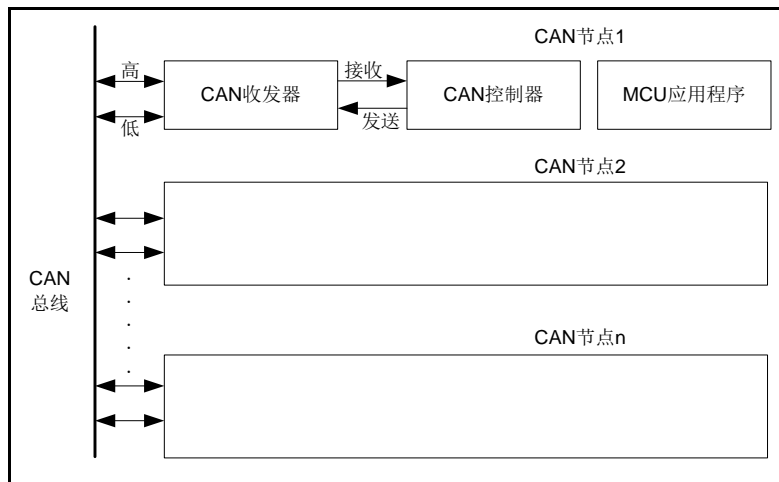 CAN节点1
高
接收
CAN收发器
CAN控制器
MCU应用程序
低
发送
CAN节点2
CAN
总线
CAN节点n